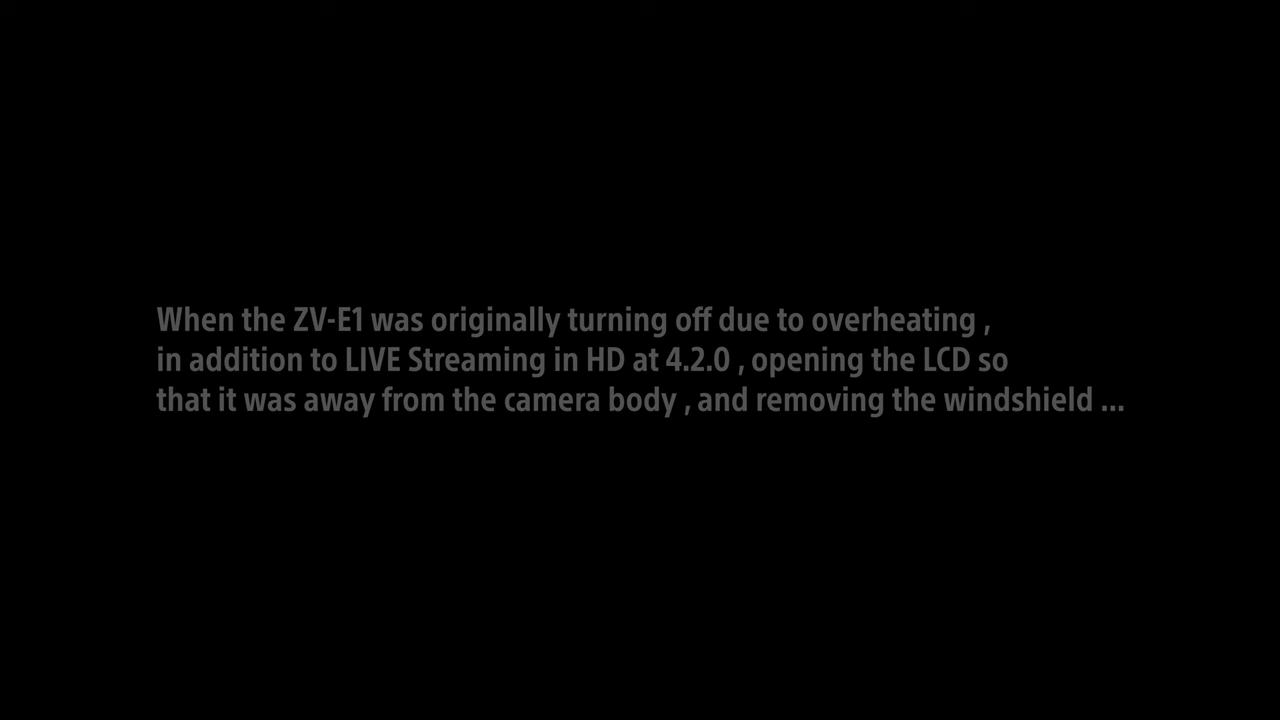 When the ZV-E1 was originally turning off due to overheating ,
in addition to LIVE Streaming in HD at 4.2.0 , opening the LCD so
that it was away from the camera body , and removing the windshield ...